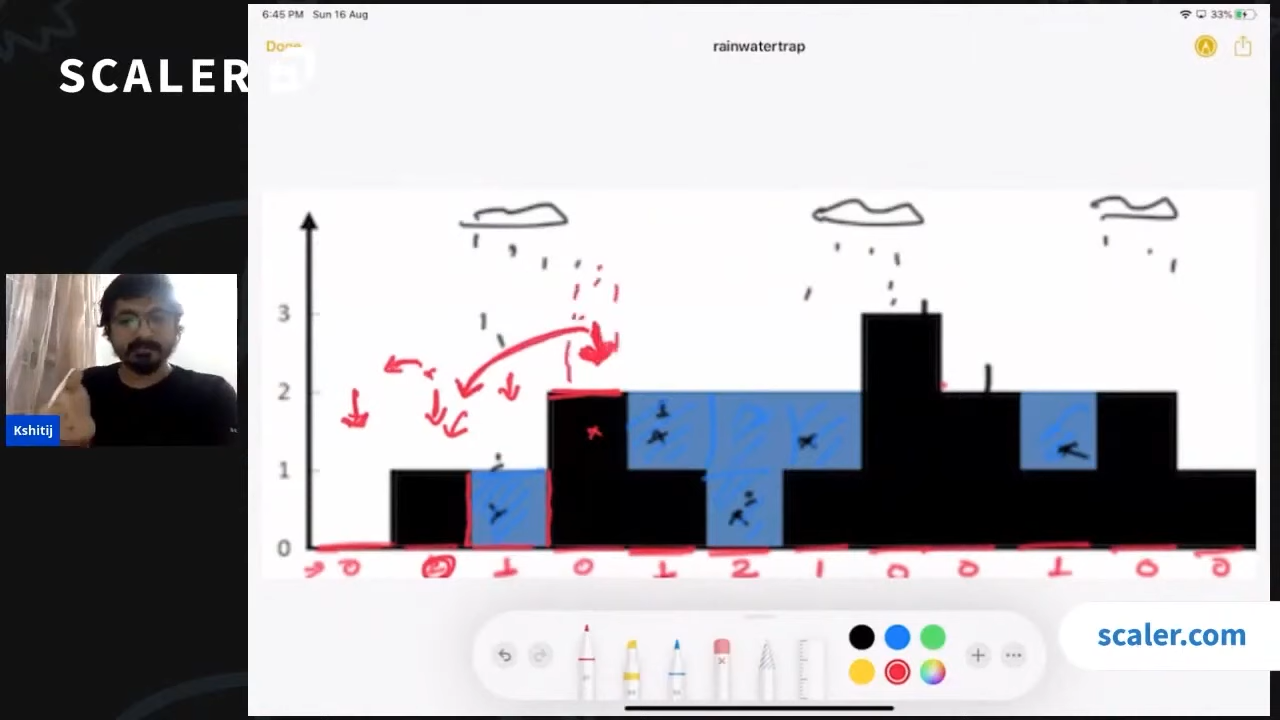 6:45 PM Sun 16 Aug
33%
Done
rainwatertrap
SCALER
3
2
1
0
Kshitij
0 0 1 0 1 2 1 0 0 1 0 0
scaler.com